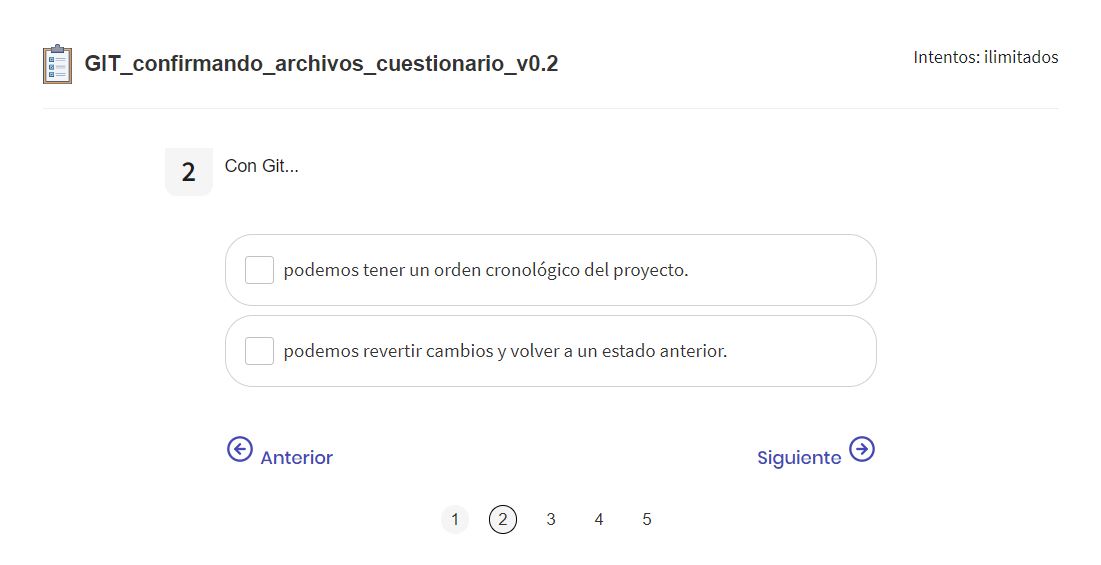 GIT_confirmando_archivos_cuestionario_v0.2
Intentos: ilimitados
2
Con Git...
podemos tener un orden cronológico del proyecto.
podemos revertir cambios y volver a un estado anterior.
Anterior
Siguiente
1 2 3 4 5